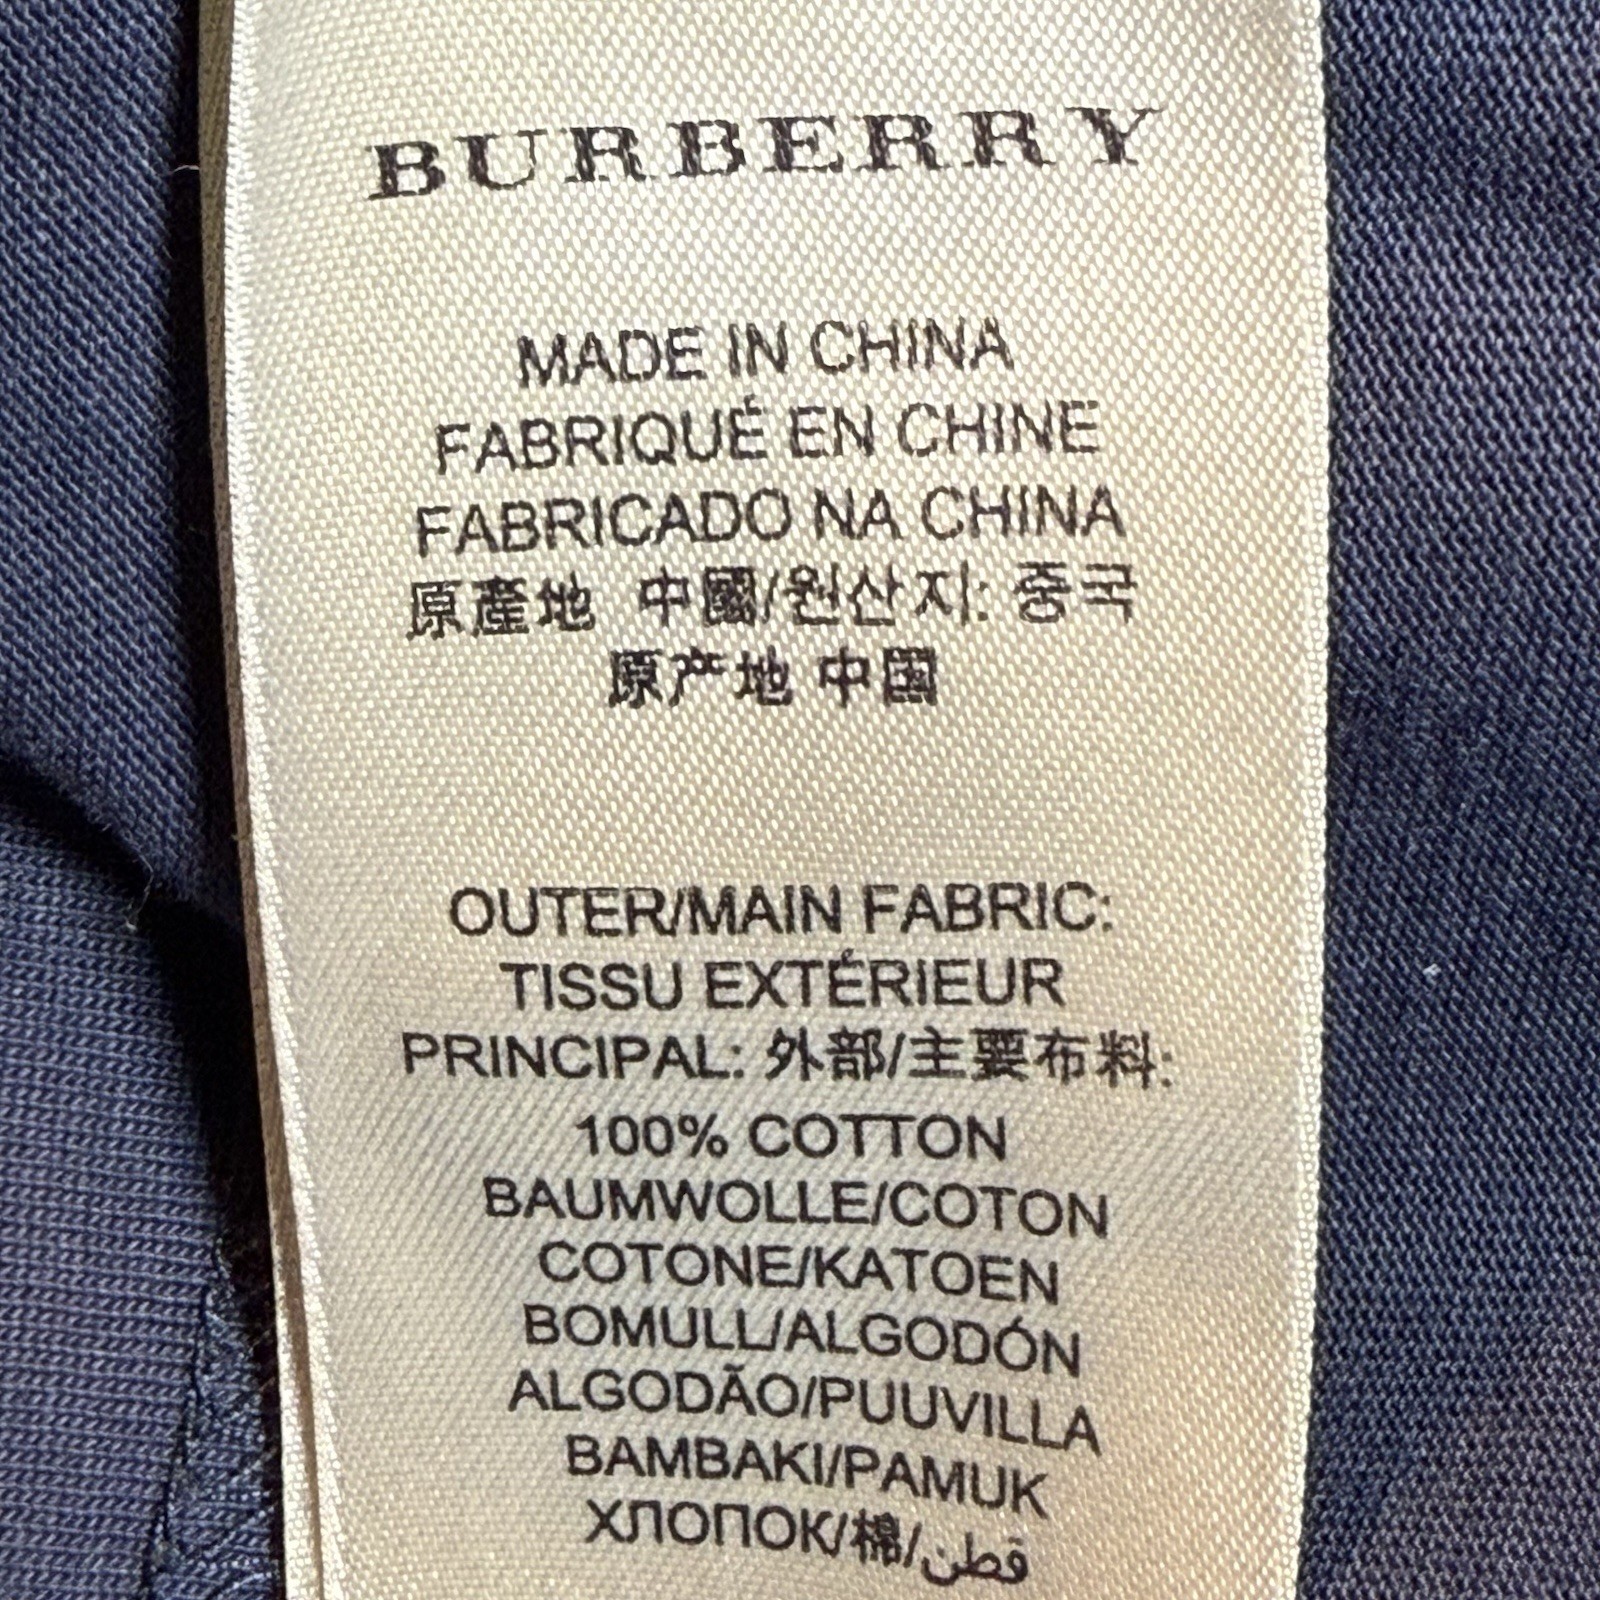 BURBERRY
MADE IN CHINA
FABRIQUÉ EN CHINE
FABRICADO NA CHINA
原產地 中國/원산지: 중국
原产地 中国
OUTER/MAIN FABRIC:
TISSU EXTÉRIEUR
PRINCIPAL: 外部/主要布料:
100% COTTON
BAUMWOLLE/COTON
COTONE/KATOEN
BOMULL/ALGODÓN
ALGODÃO/PUUVILLA
BAMBAKI/PAMUK
ХЛОПОК/棉/قطن